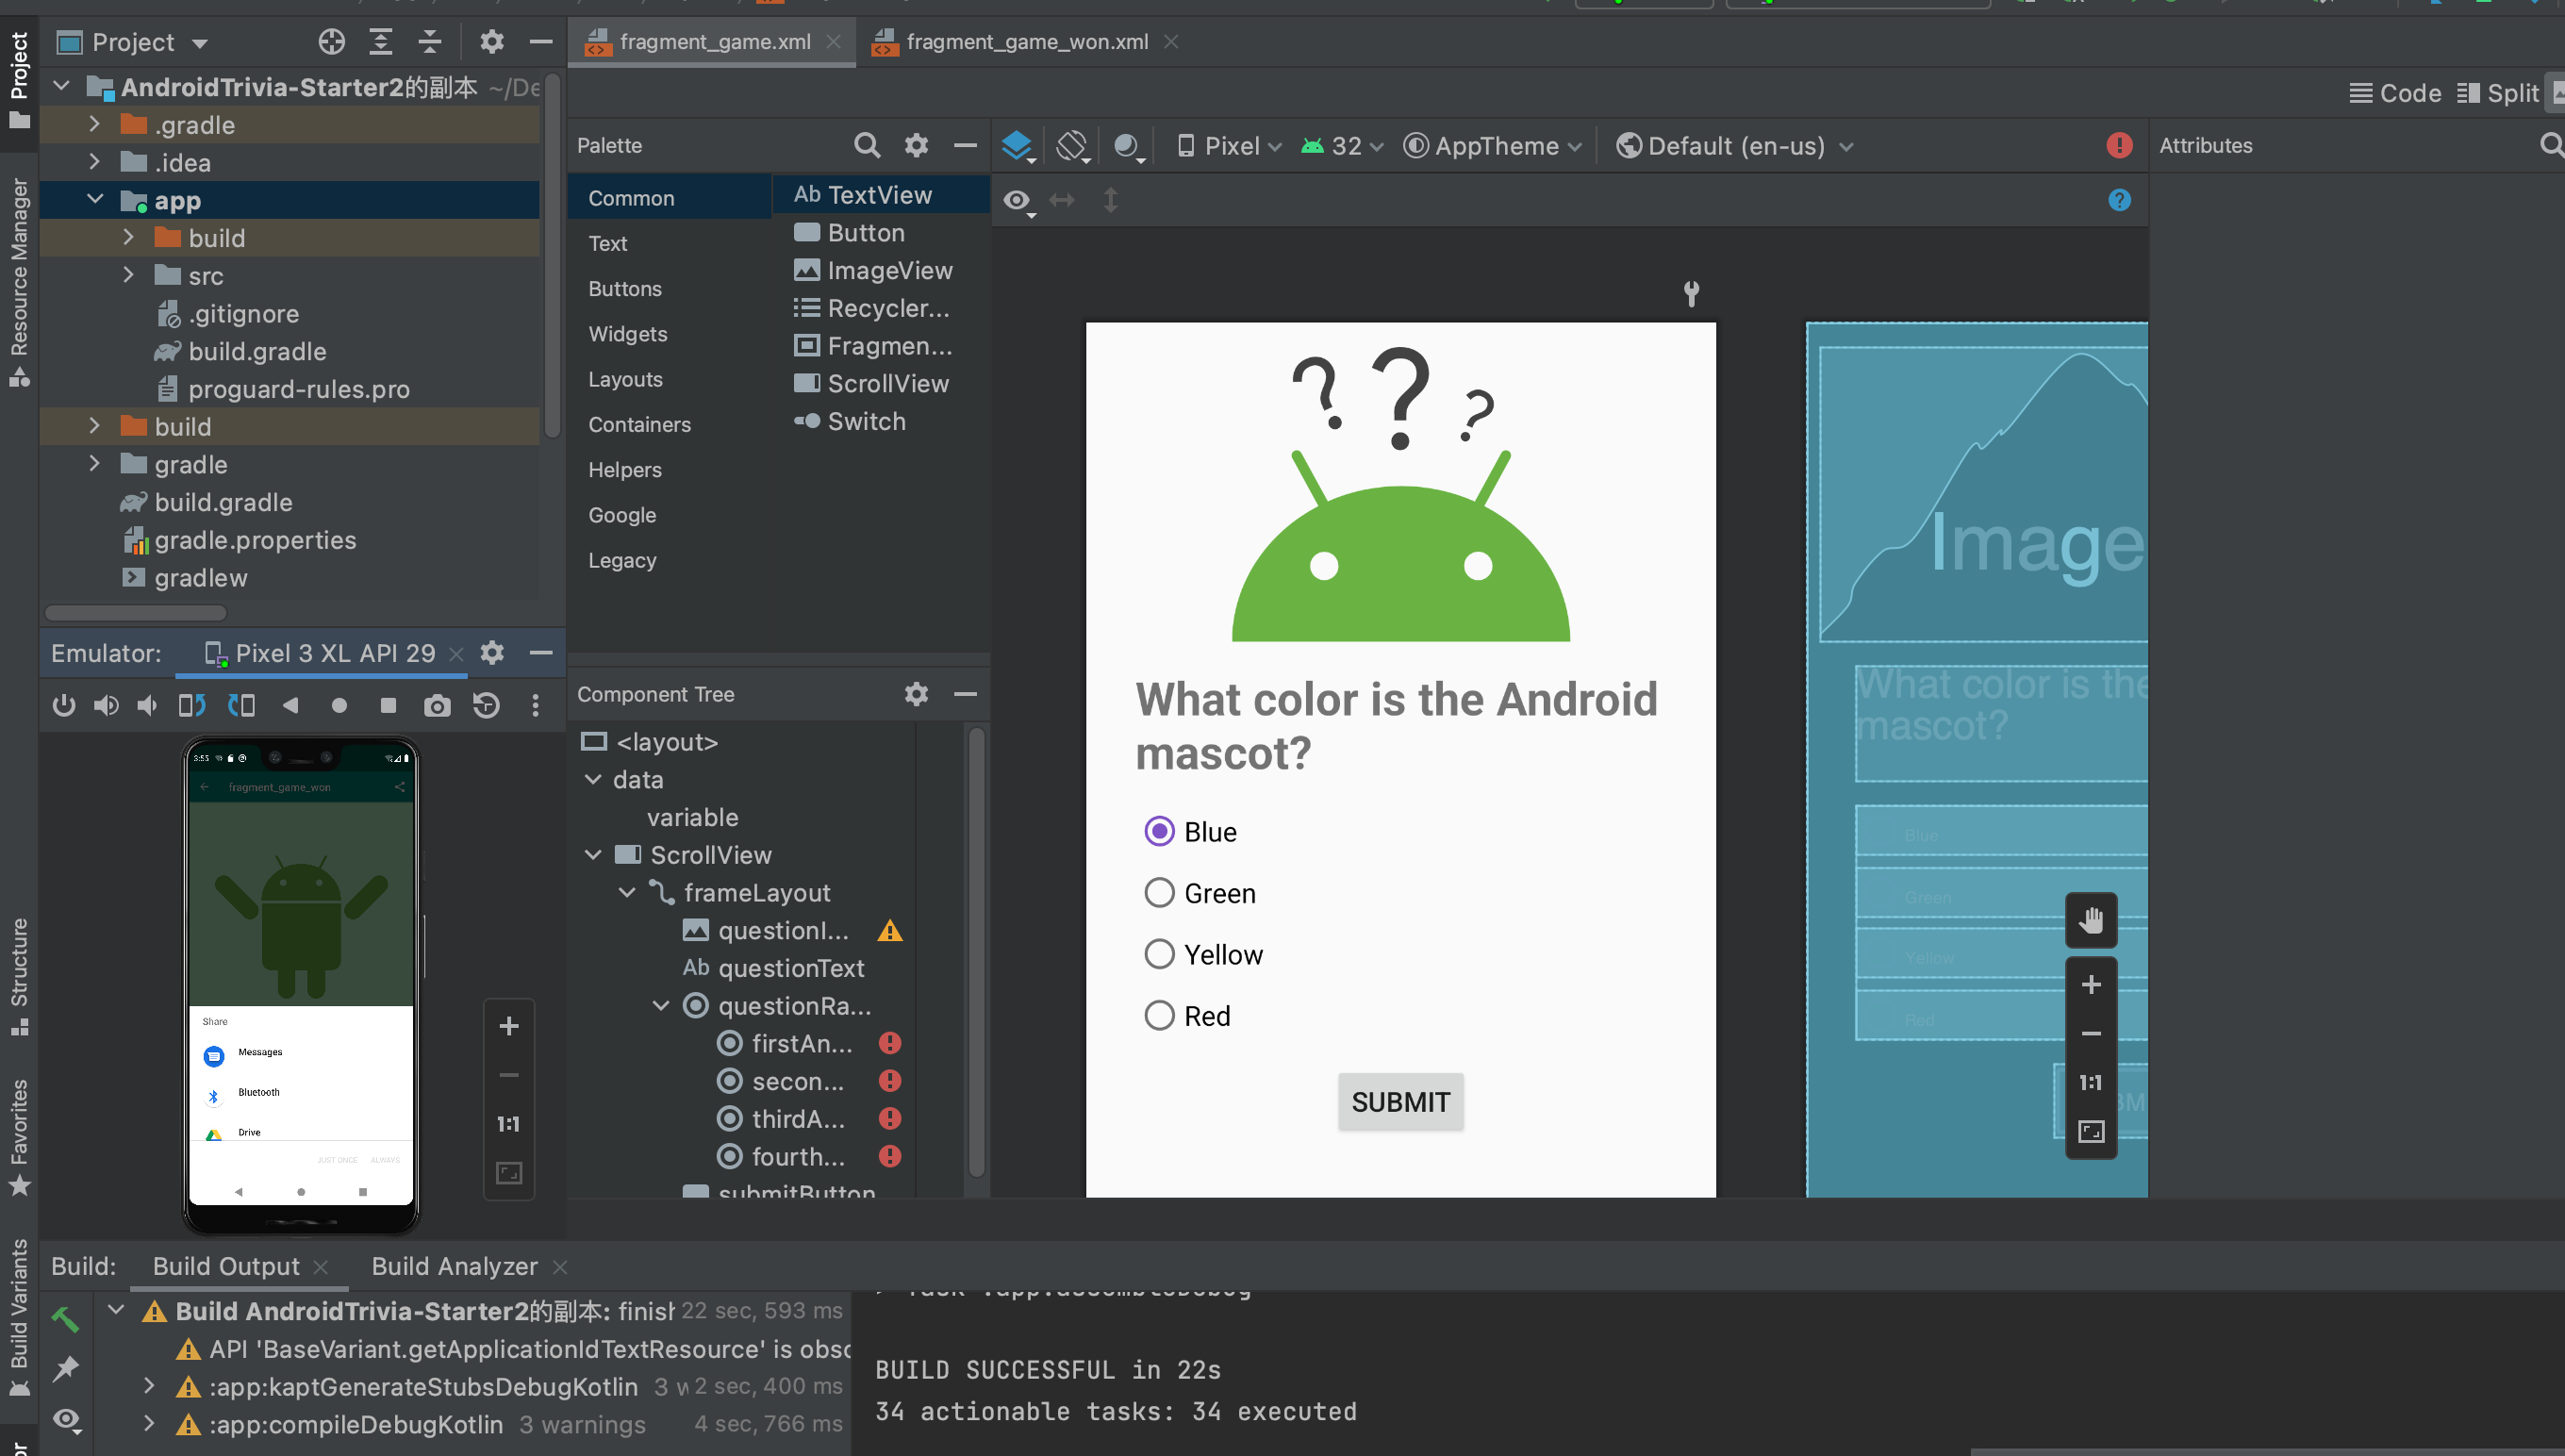 Project
fragment_game.xml
fragment_game_won.xml
Project
AndroidTrivia-Starter2的副本 ~/De
.gradle
.idea
app
build
src
.gitignore
build.gradle
proguard-rules.pro
build
gradle
build.gradle
gradle.properties
gradlew
Resource Manager
Structure
Favorites
Build Variants
Code
Split
Palette
Pixel
32
AppTheme
Default (en-us)
Attributes
Common
Text
Buttons
Widgets
Layouts
Containers
Helpers
Google
Legacy
Ab TextView
Button
ImageView
Recycler...
Fragmen...
ScrollView
Switch
Component Tree
<layout>
data
variable
ScrollView
frameLayout
questionI...
Ab questionText
questionRa...
firstAn...
secon...
thirdA...
fourth...
submitButton
???
What color is the Android
mascot?
Blue
Green
Yellow
Red
SUBMIT
Image
What color is the
mascot?
Blue
Green
Yellow
Red
1:1
Emulator:
Pixel 3 XL API 29
3:55
fragment_game_won
Share
Messages
Bluetooth
Drive
JUST ONCE
ALWAYS
1:1
Build:
Build Output
Build Analyzer
Build AndroidTrivia-Starter2的副本: finish 22 sec, 593 ms
API 'BaseVariant.getApplicationIdTextResource' is obso
:app:kaptGenerateStubsDebugKotlin 3 w 2 sec, 400 ms
:app:compileDebugKotlin 3 warnings 4 sec, 766 ms
> Task :app:assembleDebug
BUILD SUCCESSFUL in 22s
34 actionable tasks: 34 executed